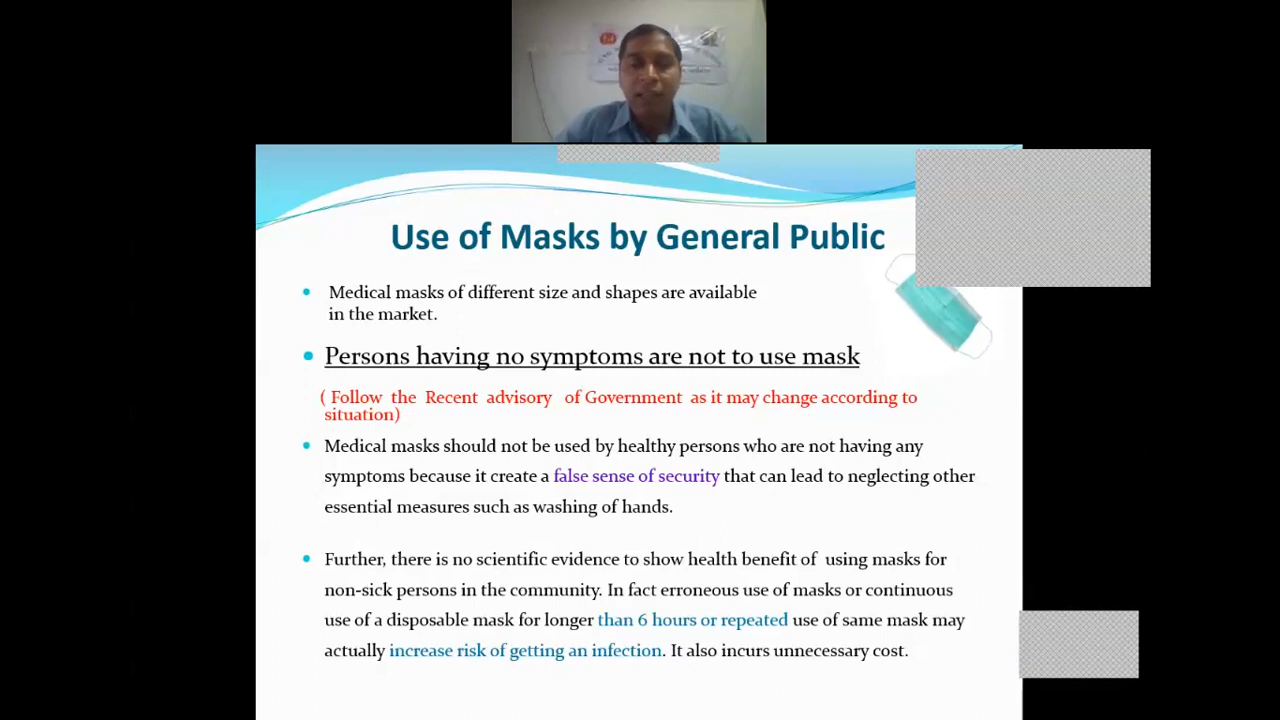 Use of Masks by General Public
• Medical masks of different size and shapes are available
in the market.
• Persons having no symptoms are not to use mask
( Follow the Recent advisory of Government as it may change according to
situation)
• Medical masks should not be used by healthy persons who are not having any
symptoms because it create a false sense of security that can lead to neglecting other
essential measures such as washing of hands.
• Further, there is no scientific evidence to show health benefit of using masks for
non-sick persons in the community. In fact erroneous use of masks or continuous
use of a disposable mask for longer than 6 hours or repeated use of same mask may
actually increase risk of getting an infection. It also incurs unnecessary cost.